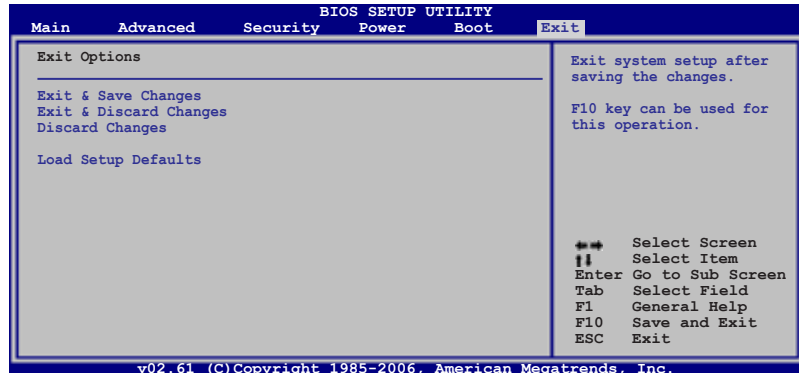 BIOS SETUP UTILITY
Main Advanced Security Power Boot Exit
Exit Options
Exit & Save Changes
Exit & Discard Changes
Discard Changes
Load Setup Defaults
Exit system setup after
saving the changes.
F10 key can be used for
this operation.
Select Screen
Select Item
Enter Go to Sub Screen
Tab Select Field
F1 General Help
F10 Save and Exit
ESC Exit
v02.61 (C)Copyright 1985-2006, American Megatrends, Inc.